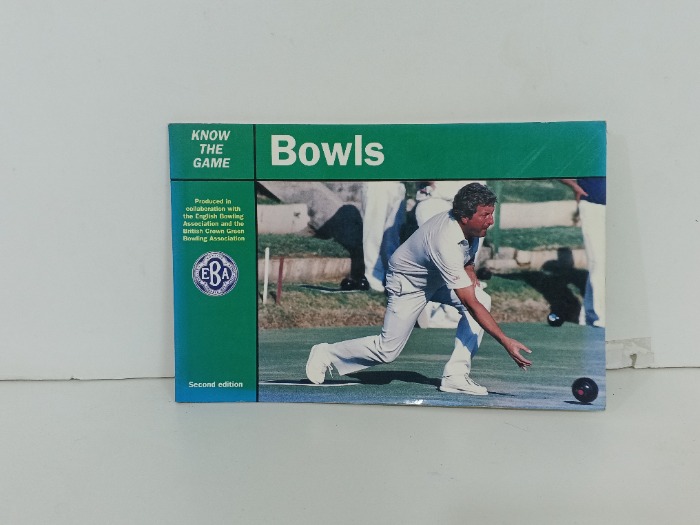 KNOW
THE
GAME
Bowls
Produced in
collaboration with
the English Bowling
Association and the
British Crown Green
Bowling Association
EBA
Second edition